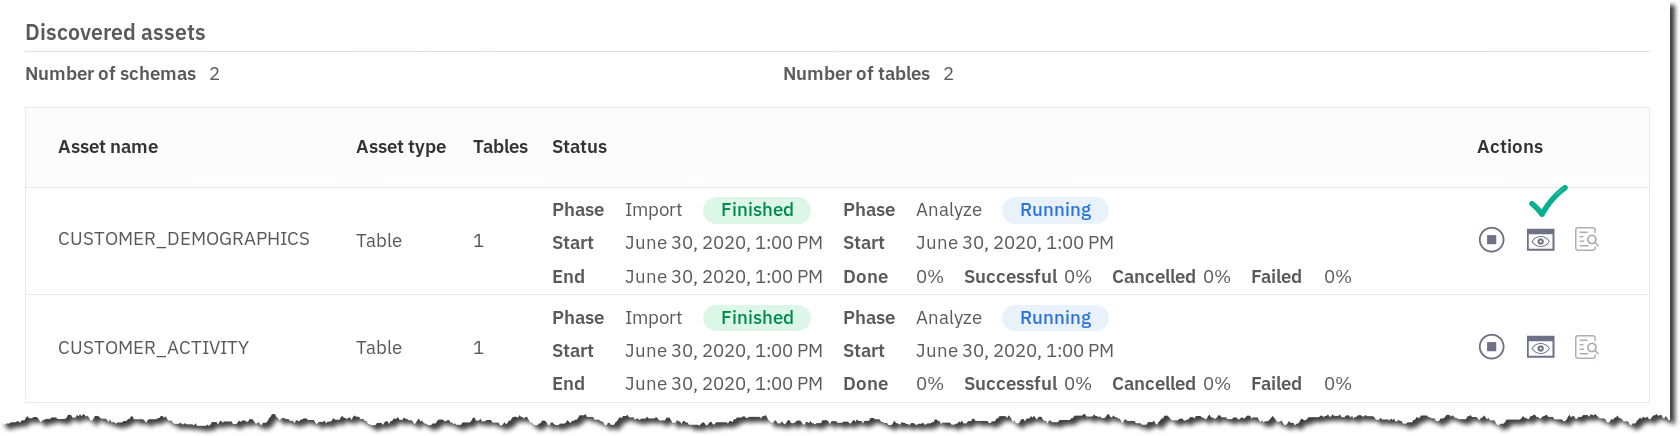 Discovered assets
Number of schemas 2 Number of tables 2
Asset name Asset type Tables Status Actions
Phase Import Finished Phase Analyze Running
CUSTOMER_DEMOGRAPHICS Table 1 Start June 30, 2020, 1:00 PM Start June 30, 2020, 1:00 PM
End June 30, 2020, 1:00 PM Done 0% Successful 0% Cancelled 0% Failed 0%
Phase Import Finished Phase Analyze Running
CUSTOMER_ACTIVITY Table 1 Start June 30, 2020, 1:00 PM Start June 30, 2020, 1:00 PM
End June 30, 2020, 1:00 PM Done 0% Successful 0% Cancelled 0% Failed 0%